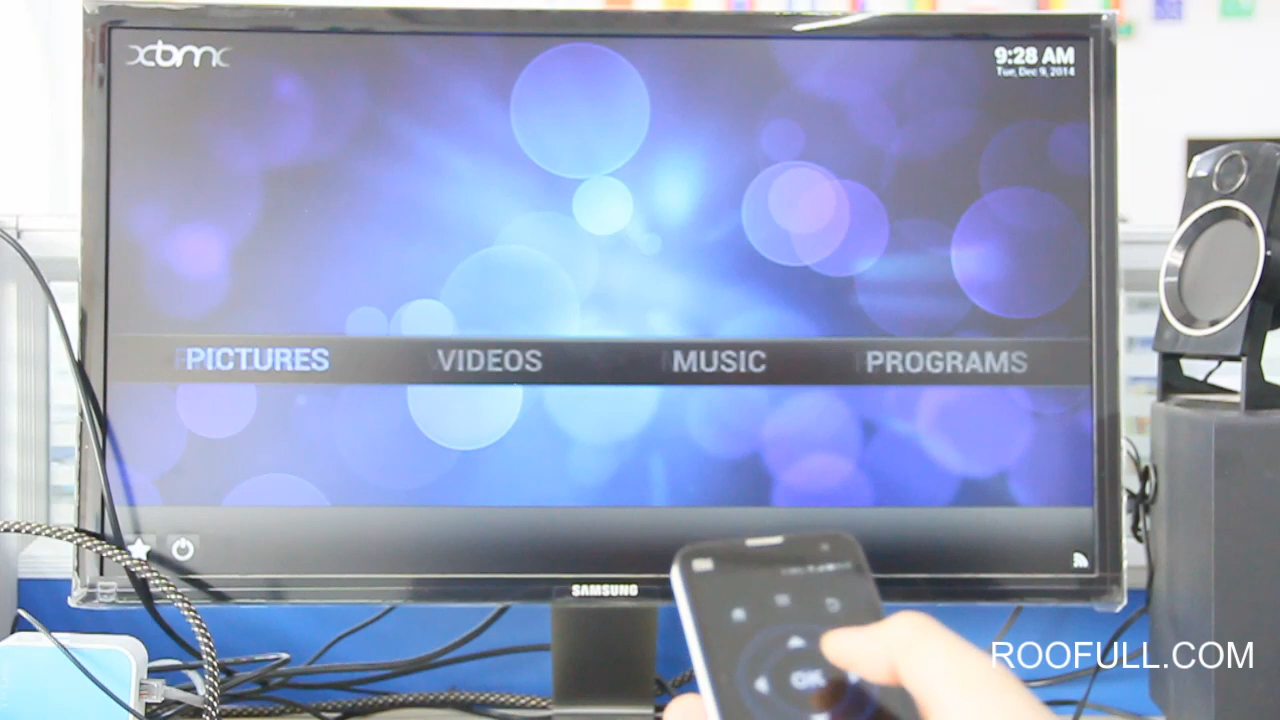 xbmc
9:28 AM
Tue, Dec 9, 2014
PICTURES VIDEOS MUSIC PROGRAMS
SAMSUNG
OK
ROOFULL.COM